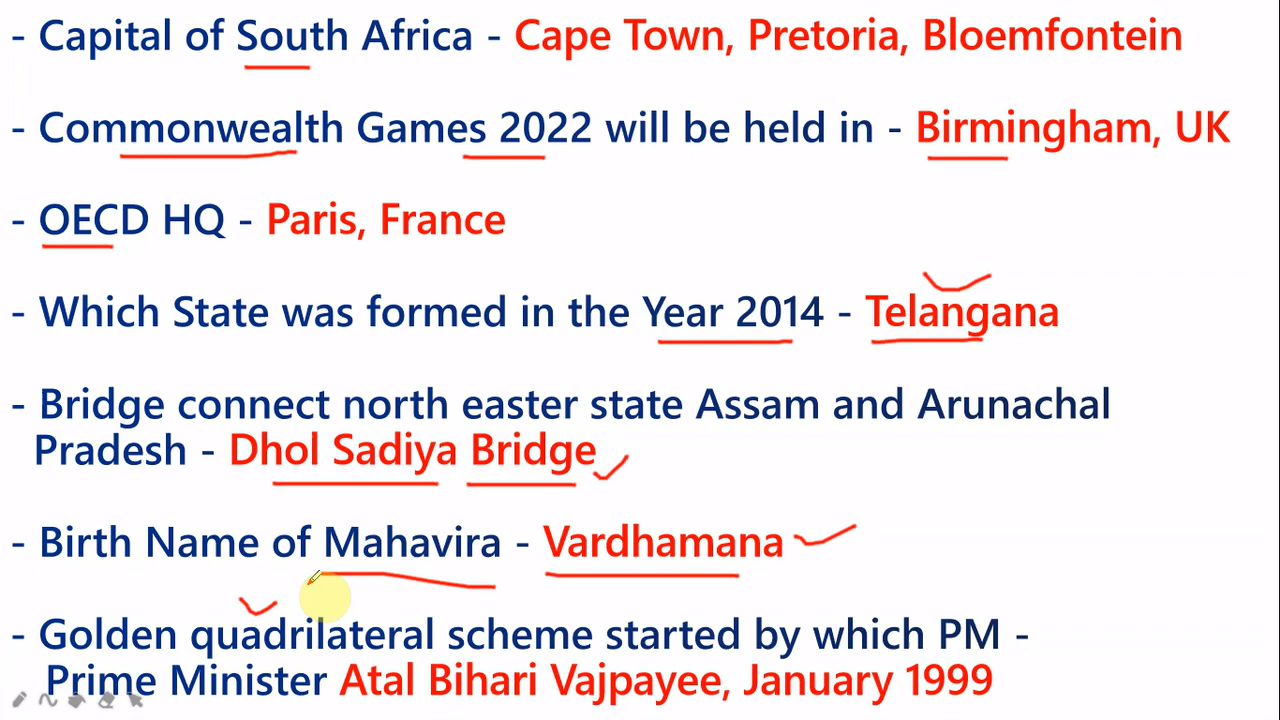 - Capital of South Africa - Cape Town, Pretoria, Bloemfontein
- Commonwealth Games 2022 will be held in - Birmingham, UK
- OECD HQ - Paris, France
- Which State was formed in the Year 2014 - Telangana
- Bridge connect north easter state Assam and Arunachal
Pradesh - Dhol Sadiya Bridge
- Birth Name of Mahavira - Vardhamana
- Golden quadrilateral scheme started by which PM -
Prime Minister Atal Bihari Vajpayee, January 1999